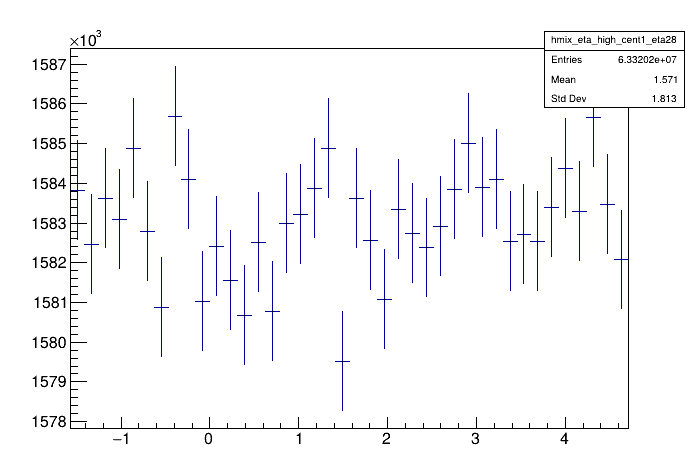 ×10³
hmix_eta_high_cent1_eta28
Entries 6.33202e+07
Mean 1.571
Std Dev 1.813
1587
1586
1585
1584
1583
1582
1581
1580
1579
1578
−1 0 1 2 3 4